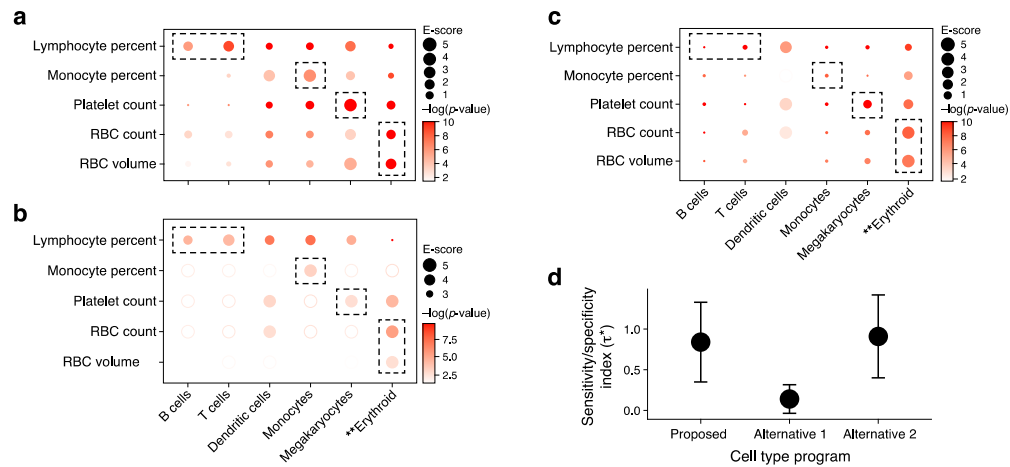 a
Lymphocyte percent
Monocyte percent
Platelet count
RBC count
RBC volume
E-score
5
4
3
2
1
−log(p-value)
10
8
6
4
2
b
Lymphocyte percent
Monocyte percent
Platelet count
RBC count
RBC volume
B cells
T cells
Dendritic cells
Monocytes
Megakaryocytes
**Erythroid
E-score
5
4
3
−log(p-value)
7.5
5.0
2.5
c
Lymphocyte percent
Monocyte percent
Platelet count
RBC count
RBC volume
B cells
T cells
Dendritic cells
Monocytes
Megakaryocytes
**Erythroid
E-score
5
4
3
2
1
−log(p-value)
10
8
6
4
2
d
Sensitivity/specificity
index (τ*)
1.0
0.5
0.0
Proposed
Alternative 1
Alternative 2
Cell type program